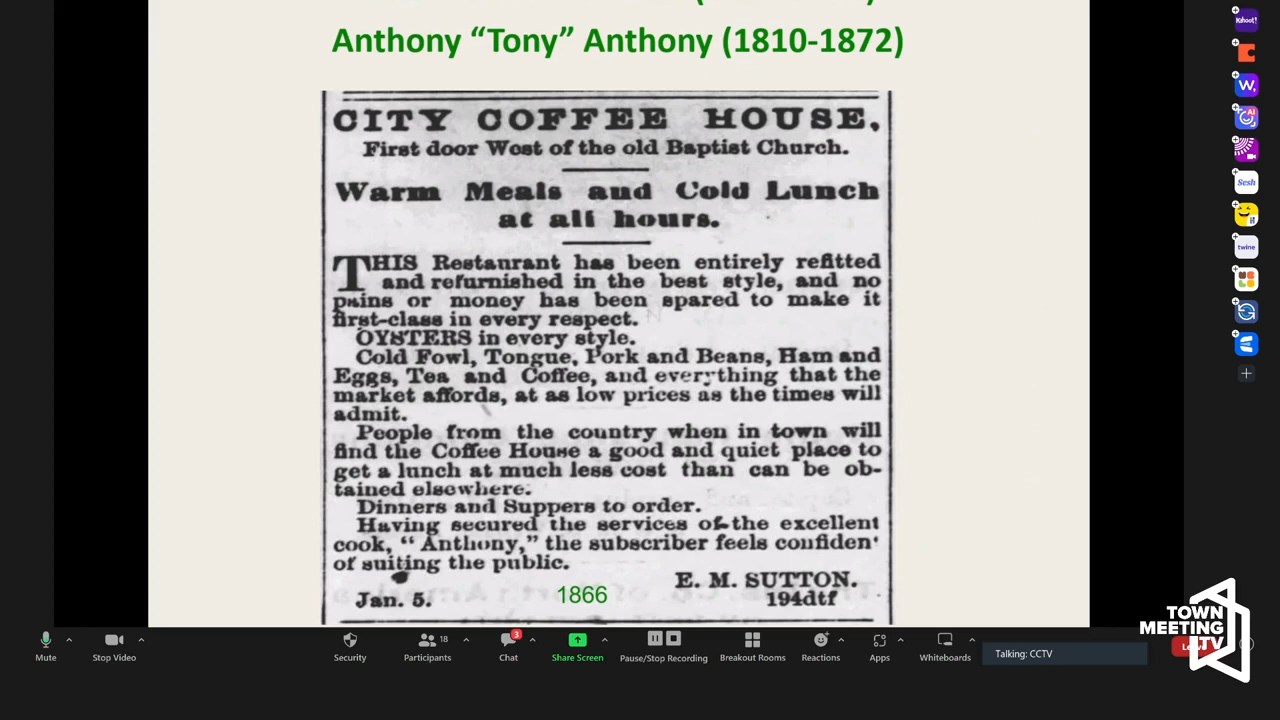 Anthony “Tony” Anthony (1810-1872)
CITY COFFEE HOUSE,
First door West of the old Baptist Church.
Warm Meals and Cold Lunch
at all hours.
THIS Restaurant has been entirely refitted
and refurnished in the best style, and no
pains or money has been spared to make it
first-class in every respect.
OYSTERS in every style.
Cold Fowl, Tongue, Pork and Beans, Ham and
Eggs, Tea and Coffee, and everything that the
market affords, at as low prices as the times will
admit.
People from the country when in town will
find the Coffee House a good and quiet place to
get a lunch at much less cost than can be ob-
tained elsewhere.
Dinners and Suppers to order.
Having secured the services of the excellent
cook, “Anthony,” the subscriber feels confident
of suiting the public.
E. M. SUTTON.
Jan. 5. 1866 194dtf
Kahoot!
W,
AI
Sesh
twine
TOWN
MEETING
TV
18
3
Mute
Stop Video
Security
Participants
Chat
Share Screen
Pause/Stop Recording
Breakout Rooms
Reactions
Apps
Whiteboards
Talking: CCTV